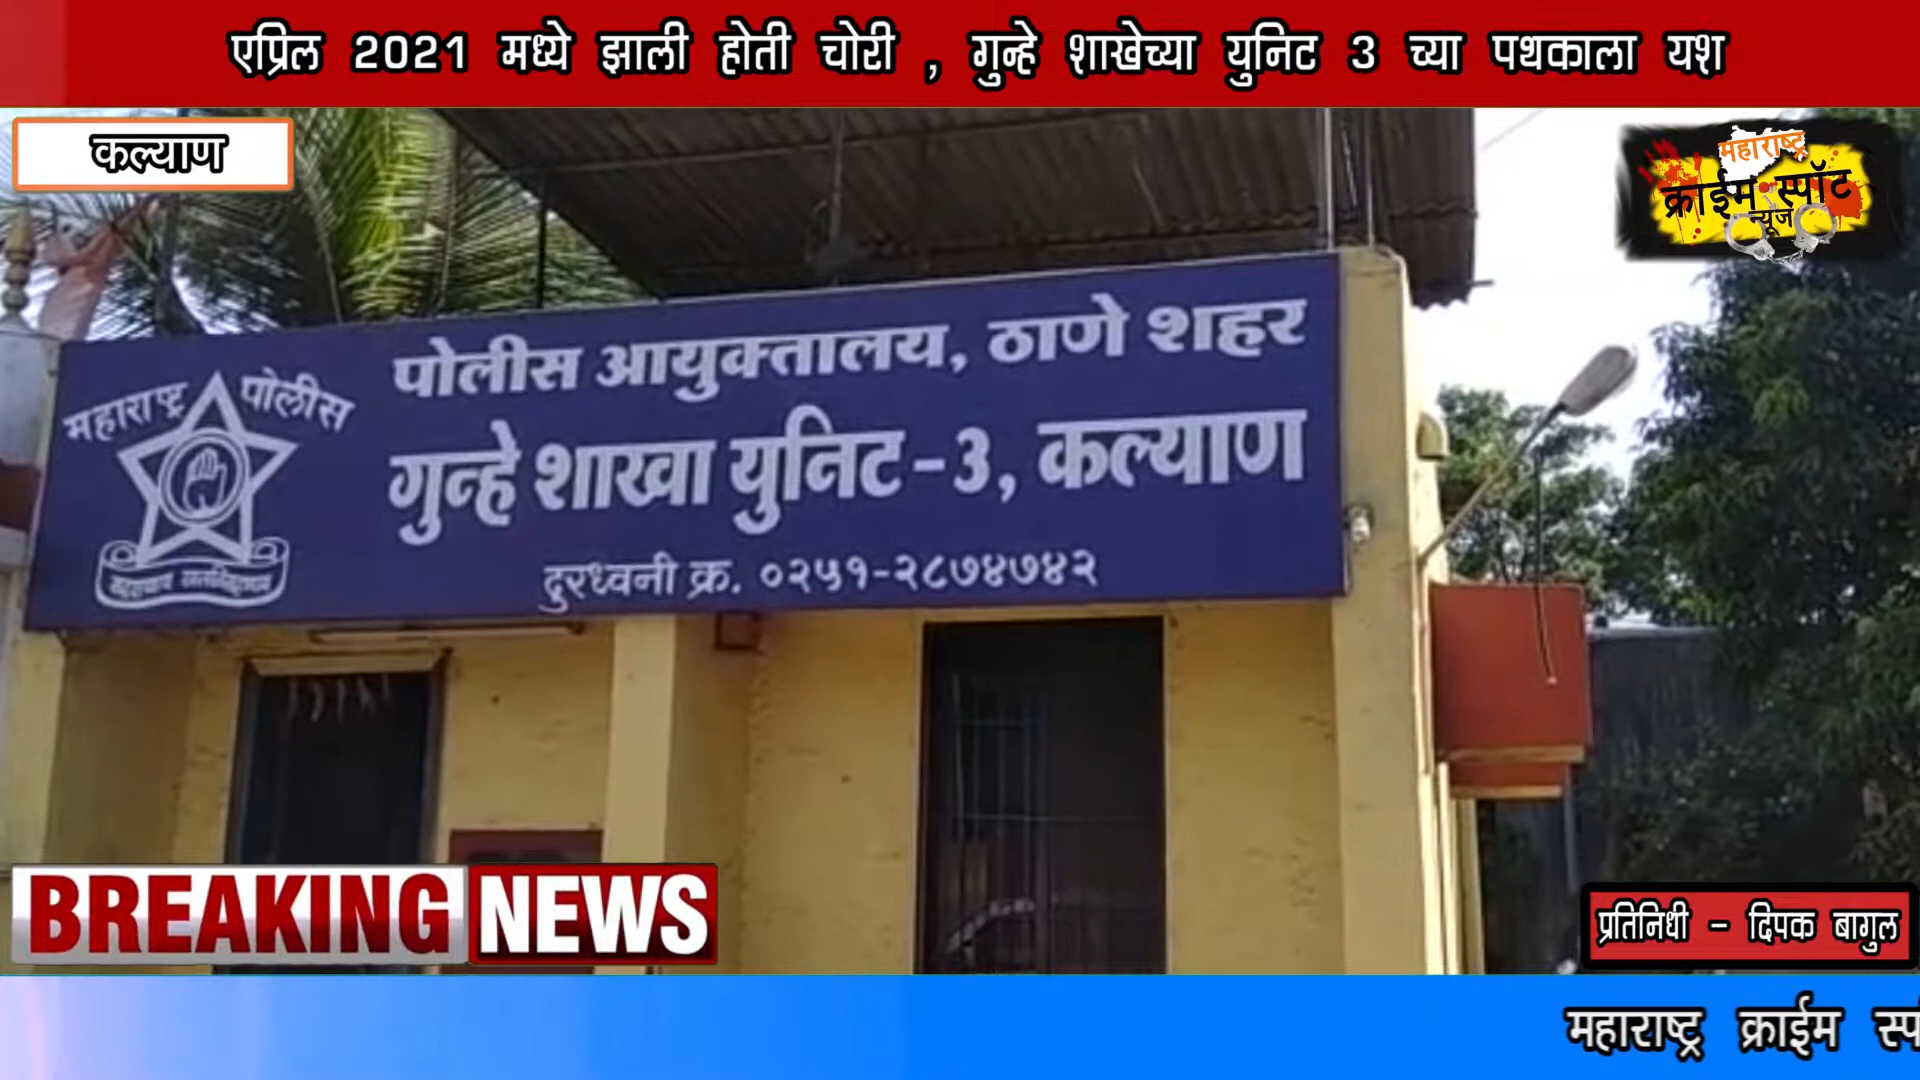 एप्रिल 2021 मध्ये झाली होती चोरी , गुन्हे शाखेच्या युनिट 3 च्या पथकाला यश
कल्याण
महाराष्ट्र
क्राईम स्पॉट
न्यूज
महाराष्ट्र पोलीस
पोलीस आयुक्तालय, ठाणे शहर
गुन्हे शाखा युनिट-3, कल्याण
दुरध्वनी क्र. ०२५१-२८७४७४२
BREAKING NEWS
प्रतिनिधी - दिपक बागुल
महाराष्ट्र क्राईम